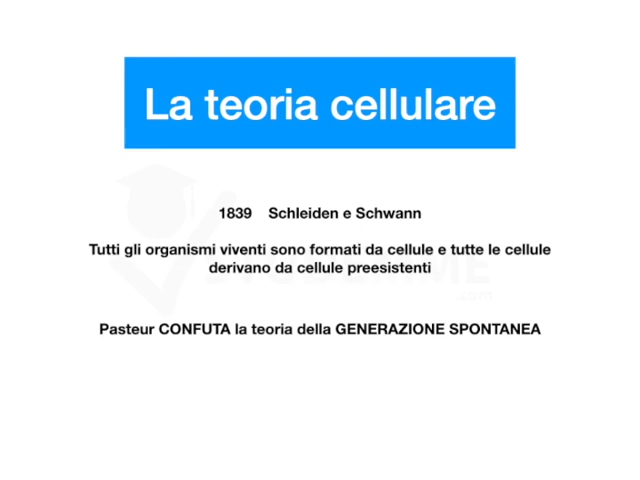 La teoria cellulare
1839 Schleiden e Schwann
Tutti gli organismi viventi sono formati da cellule e tutte le cellule
derivano da cellule preesistenti
Pasteur CONFUTA la teoria della GENERAZIONE SPONTANEA